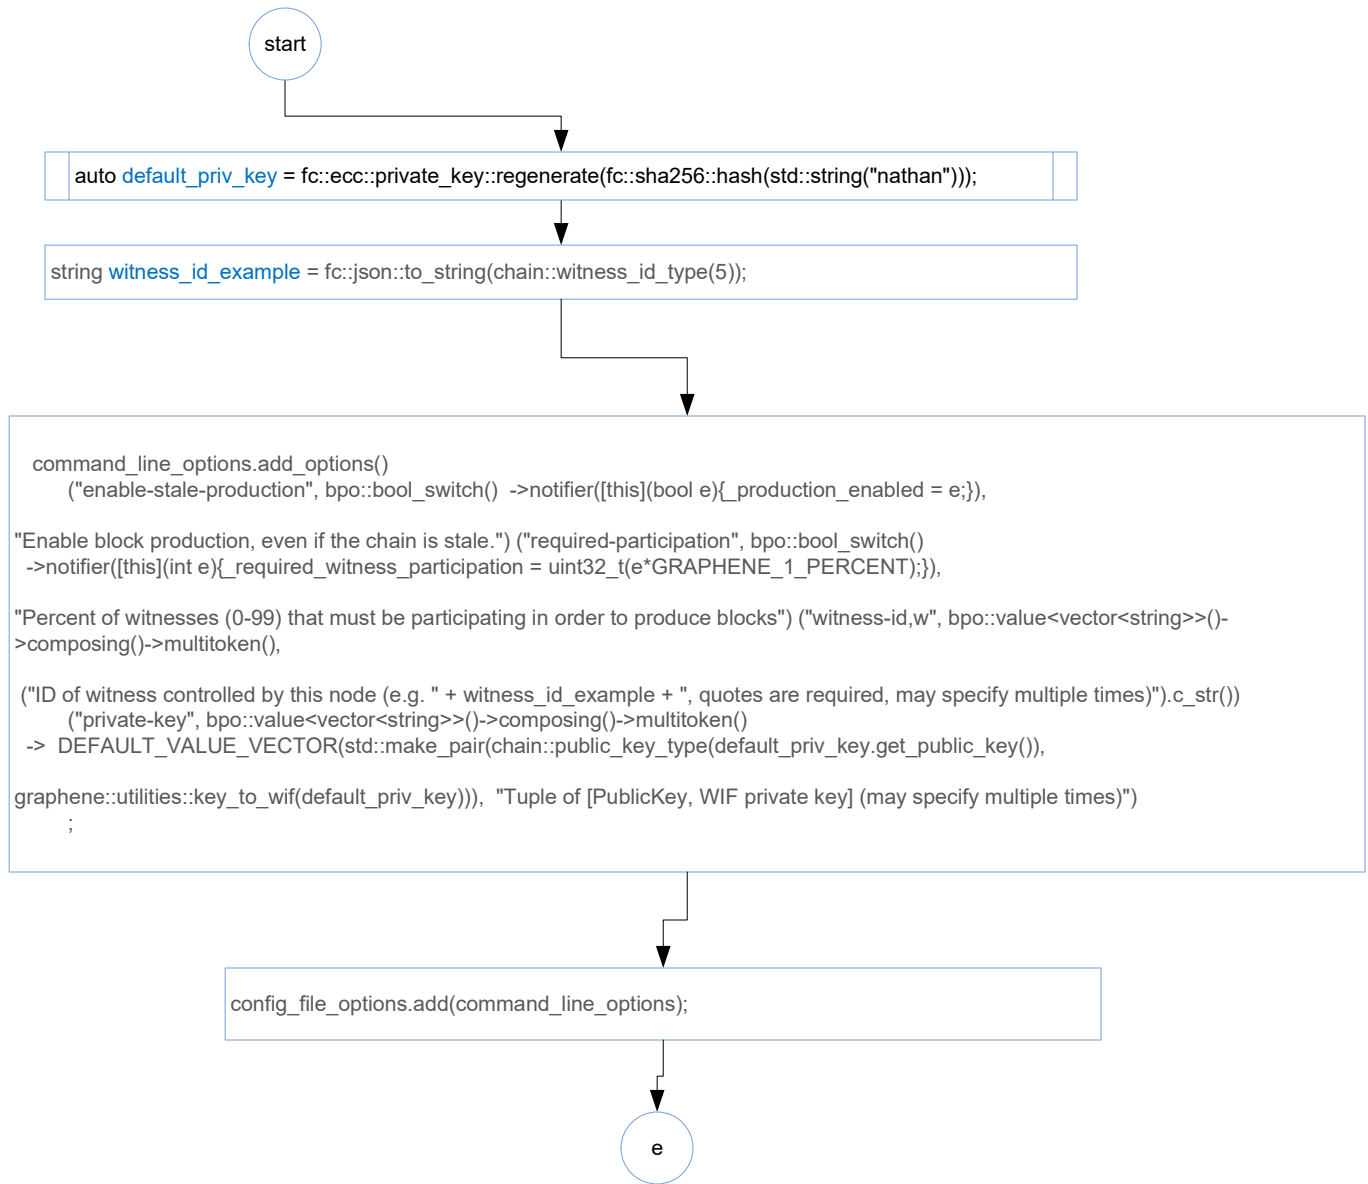 start
auto default_priv_key = fc::ecc::private_key::regenerate(fc::sha256::hash(std::string("nathan")));
string witness_id_example = fc::json::to_string(chain::witness_id_type(5));
command_line_options.add_options()
("enable-stale-production", bpo::bool_switch()  ->notifier([this](bool e){_production_enabled = e;}),
"Enable block production, even if the chain is stale.") ("required-participation", bpo::bool_switch()
->notifier([this](int e){_required_witness_participation = uint32_t(e*GRAPHENE_1_PERCENT);}),
"Percent of witnesses (0-99) that must be participating in order to produce blocks") ("witness-id,w", bpo::value<vector<string>>()-
>composing()->multitoken(),
("ID of witness controlled by this node (e.g. " + witness_id_example + ", quotes are required, may specify multiple times)").c_str())
("private-key", bpo::value<vector<string>>()->composing()->multitoken()
->  DEFAULT_VALUE_VECTOR(std::make_pair(chain::public_key_type(default_priv_key.get_public_key()),
graphene::utilities::key_to_wif(default_priv_key))),  "Tuple of [PublicKey, WIF private key] (may specify multiple times)")
;
config_file_options.add(command_line_options);
e